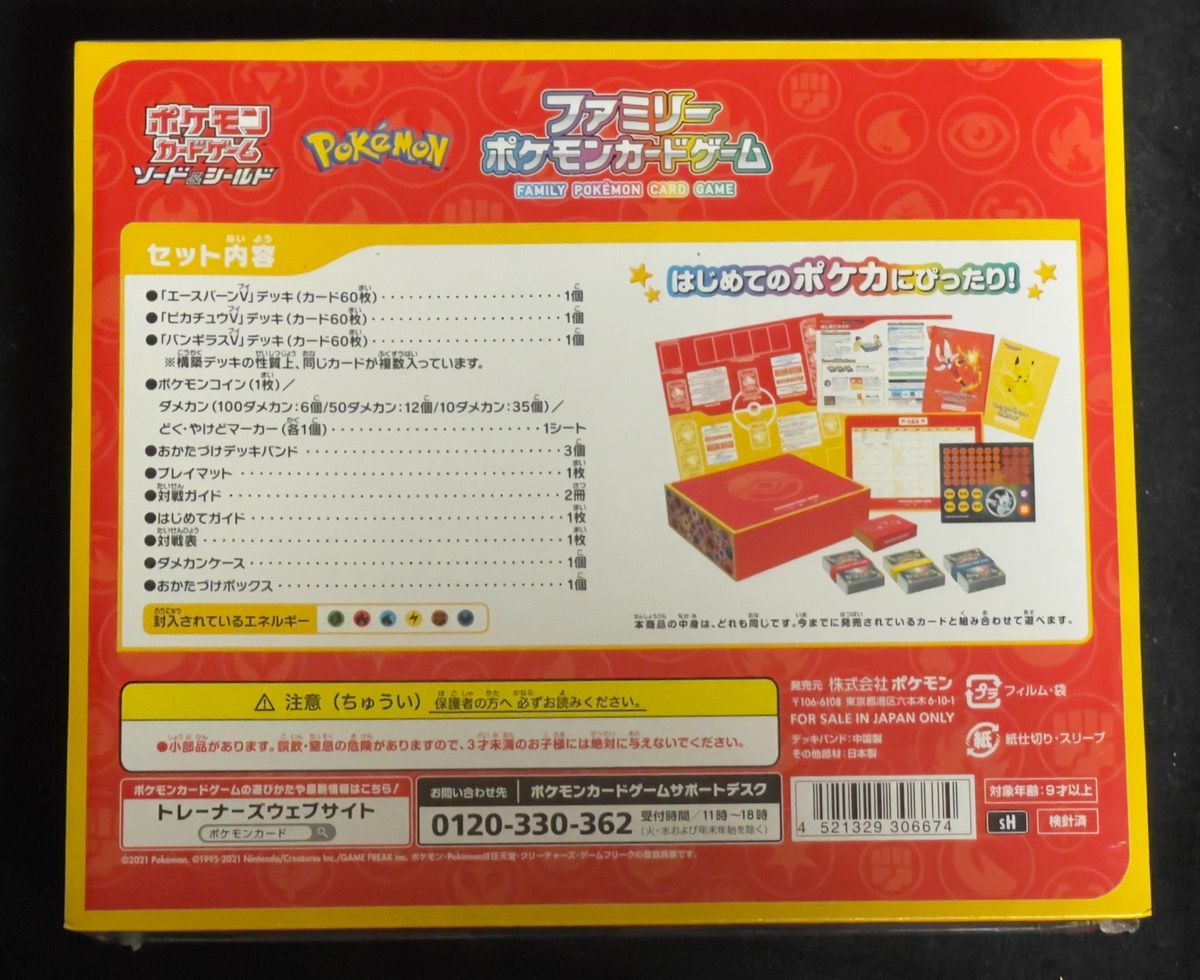 ポケモン
カードゲーム
ソード&シールド
POKéMON
ファミリー
ポケモンカードゲーム
FAMILY POKÉMON CARD GAME
セット内容
●「エースバーンV」デッキ(カード60枚)・・・1個
●「ピカチュウV」デッキ(カード60枚)・・・1個
●「バンギラスV」デッキ(カード60枚)・・・1個
※構築デッキの性質上、同じカードが複数入っています。
●ポケモンコイン(1枚)/
ダメカン(100ダメカン:6個/50ダメカン:12個/10ダメカン:35個)/
どく・やけどマーカー(各1個)・・・1シート
●おかたづけデッキバンド・・・3個
●プレイマット・・・1枚
●対戦ガイド・・・2冊
●はじめてガイド・・・1枚
●対戦表・・・1枚
●ダメカンケース・・・1個
●おかたづけボックス・・・1個
封入されているエネルギー
はじめてのポケカにぴったり!
本商品の中身は、どれも同じです。今までに発売されているカードと組み合わせて遊べます。
⚠ 注意(ちゅうい) 保護者の方へ 必ずお読みください。
●小部品があります。誤飲・窒息の危険がありますので、3才未満のお子様には絶対に与えないでください。
発売元 株式会社 ポケモン
〒106-6108 東京都港区六本木6-10-1
FOR SALE IN JAPAN ONLY
デッキバンド:中国製
その他部材:日本製
プラ フィルム・袋
紙 紙仕切り・スリーブ
ポケモンカードゲームの遊びかたや最新情報はこちら!
トレーナーズウェブサイト
ポケモンカード
お問い合わせ先 ポケモンカードゲームサポートデスク
0120-330-362 受付時間/11時〜18時
(火・水および年末年始を除く)
4 521329 306674
対象年齢:9才以上
sH 検針済
©2021 Pokémon. ©1995-2021 Nintendo/Creatures Inc./GAME FREAK inc. ポケモン・Pokémonは任天堂・クリーチャーズ・ゲームフリークの登録商標です。